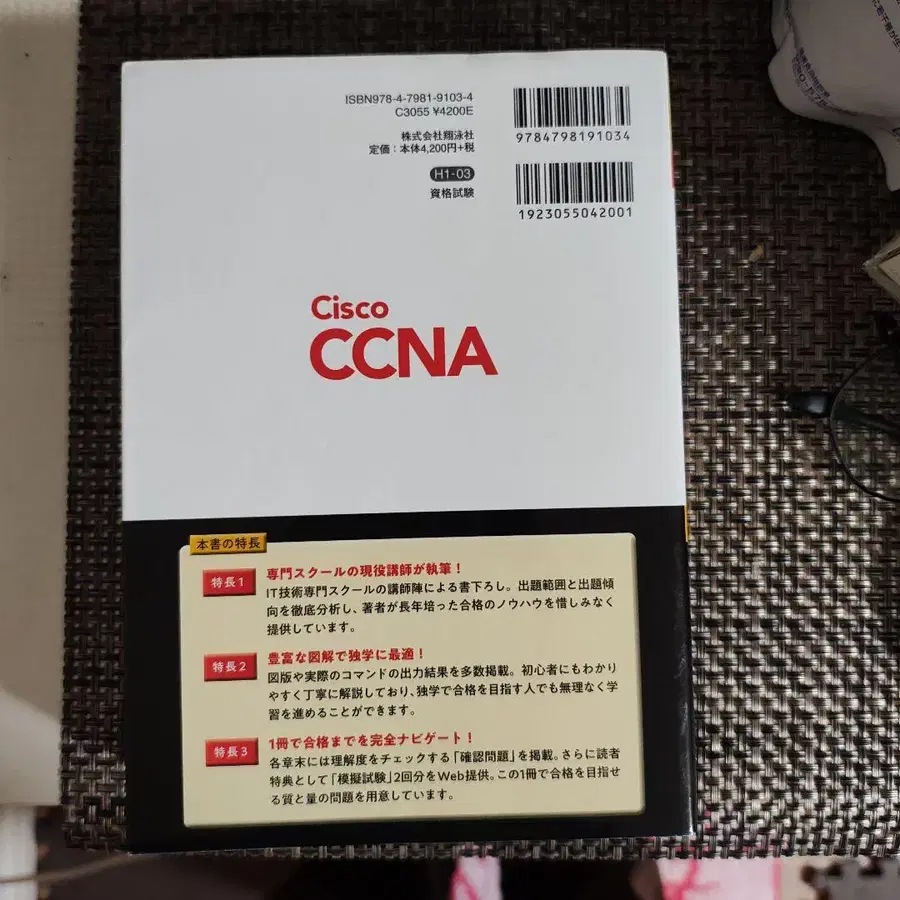 ISBN978-4-7981-9103-4
C3055 ¥4200E
株式会社翔泳社
定価:本体4,200円+税
H1-03
資格試験
9784798191034
1923055042001
Cisco
CCNA
本書の特長
特長1
専門スクールの現役講師が執筆!
IT技術専門スクールの講師陣による書下ろし。出題範囲と出題傾
向を徹底分析し、著者が長年培った合格のノウハウを惜しみなく
提供しています。
特長2
豊富な図解で独学に最適!
図版や実際のコマンドの出力結果を多数掲載。初心者にもわかり
やすく丁寧に解説しており、独学で合格を目指す人でも無理なく学
習を進めることができます。
特長3
1冊で合格までを完全ナビゲート!
各章末には理解度をチェックする「確認問題」を掲載。さらに読者
特典として「模擬試験」2回分をWeb提供。この1冊で合格を目指せ
る質と量の問題を用意しています。